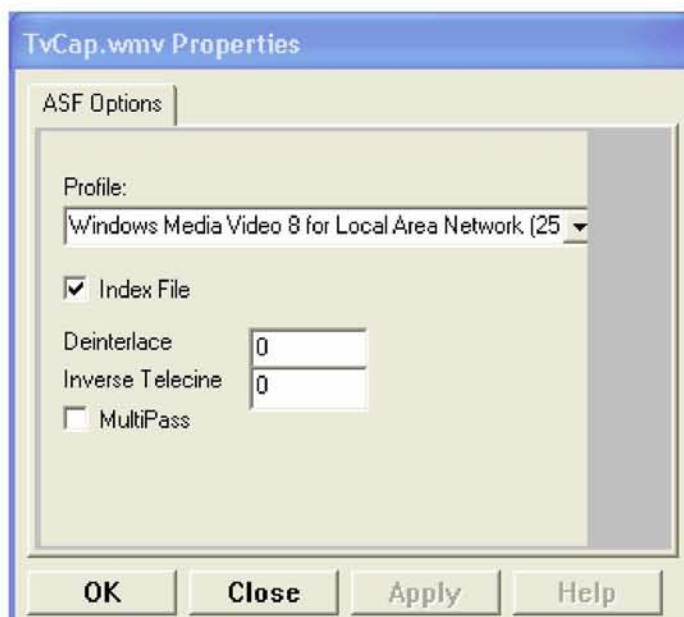 TvCap.wmv Properties
ASF Options
Profile:
Windows Media Video 8 for Local Area Network (25
Index File
Deinterlace 0
Inverse Telecine 0
MultiPass
OK Close Apply Help